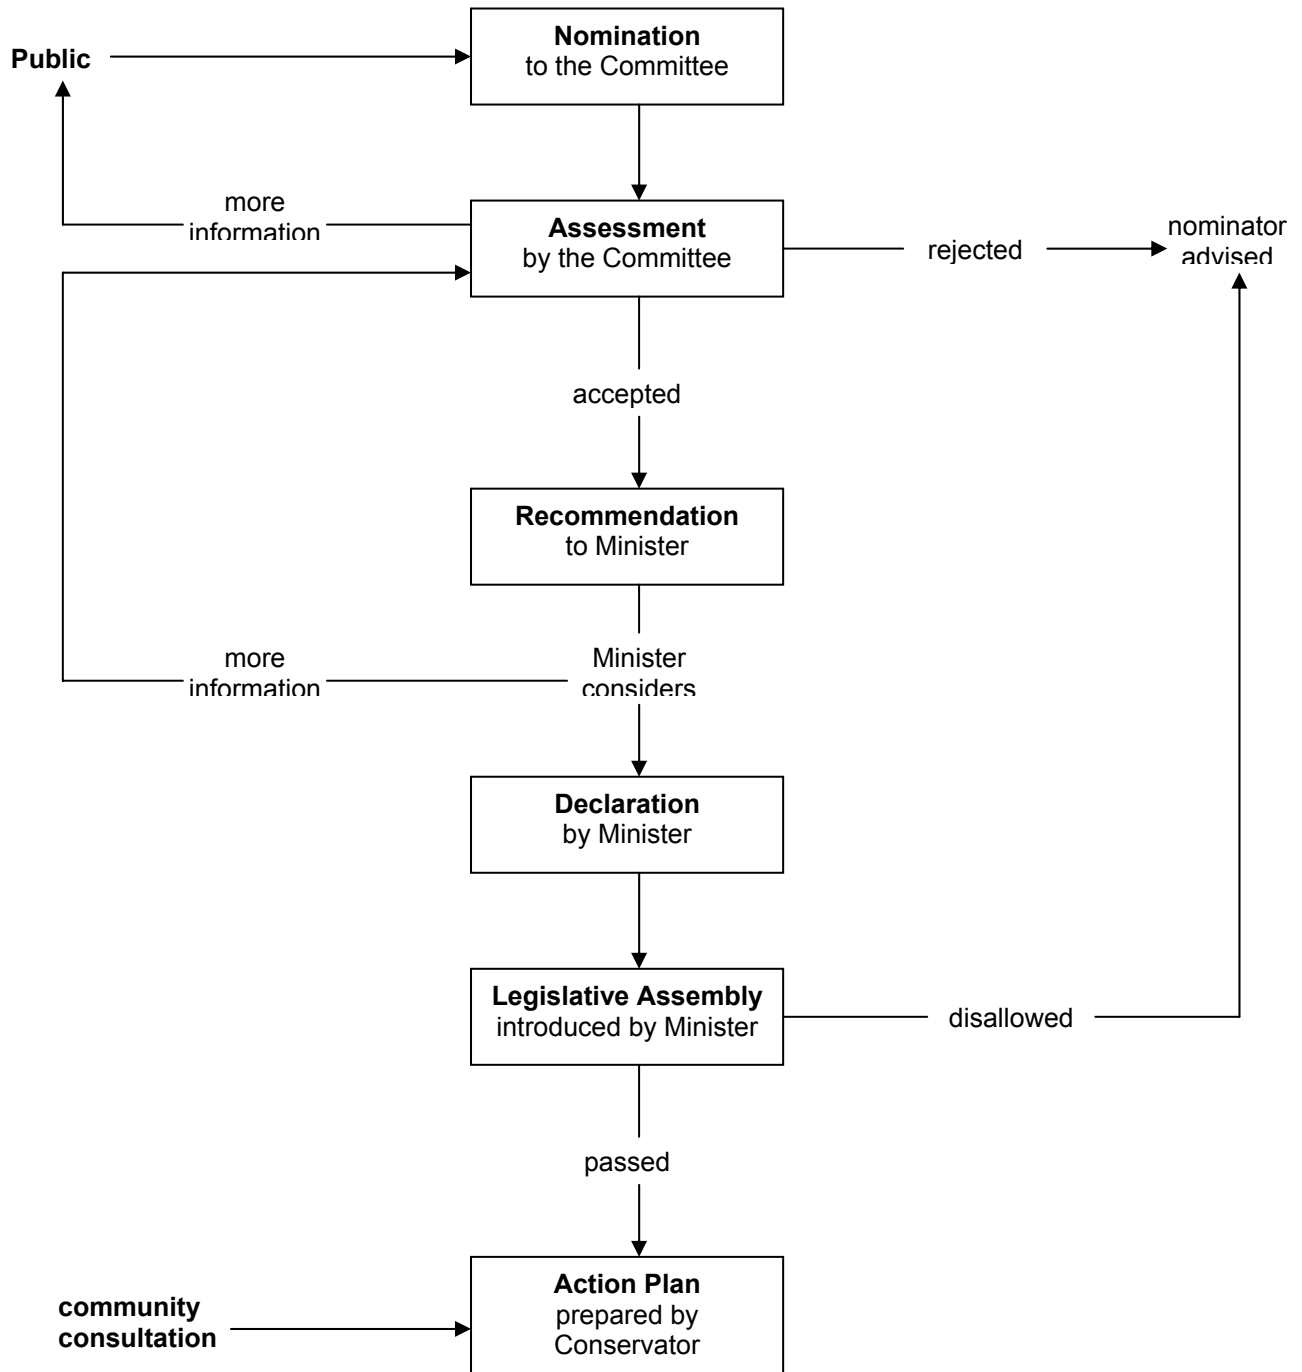 Public
Nomination
to the Committee
more
information
Assessment
by the Committee
rejected
nominator
advised
accepted
Recommendation
to Minister
more
information
Minister
considers
Declaration
by Minister
Legislative Assembly
introduced by Minister
disallowed
passed
community
consultation
Action Plan
prepared by
Conservator